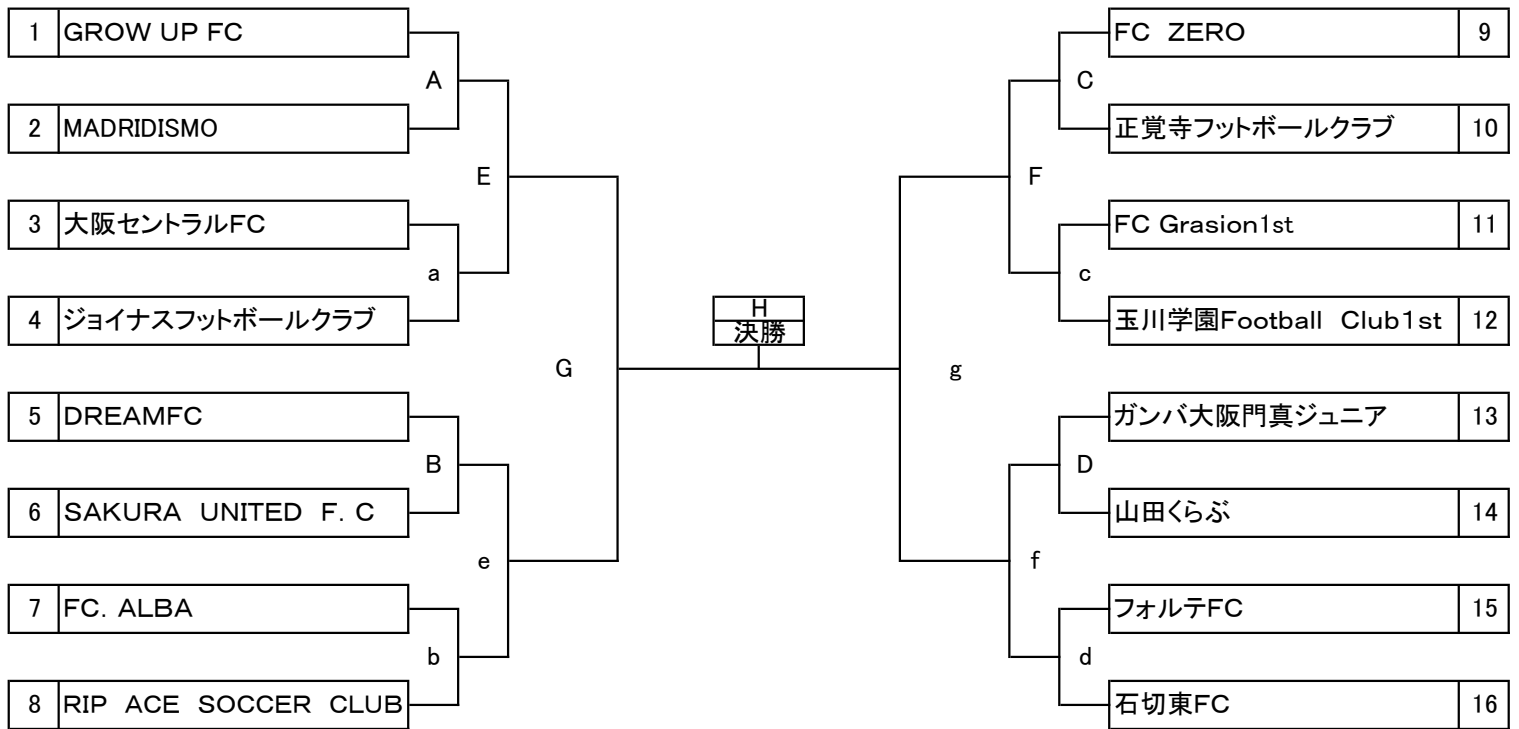 1 GROW UP FC
A
2 MADRIDISMO
E
3 大阪セントラルFC
a
4 ジョイナスフットボールクラブ
G
5 DREAMFC
B
6 SAKURA UNITED F. C
e
7 FC. ALBA
b
8 RIP ACE SOCCER CLUB
H
決勝
FC ZERO 9
C
正覚寺フットボールクラブ 10
F
FC Grasion1st 11
c
玉川学園Football Club1st 12
g
ガンバ大阪門真ジュニア 13
D
山田くらぶ 14
f
フォルテFC 15
d
石切東FC 16